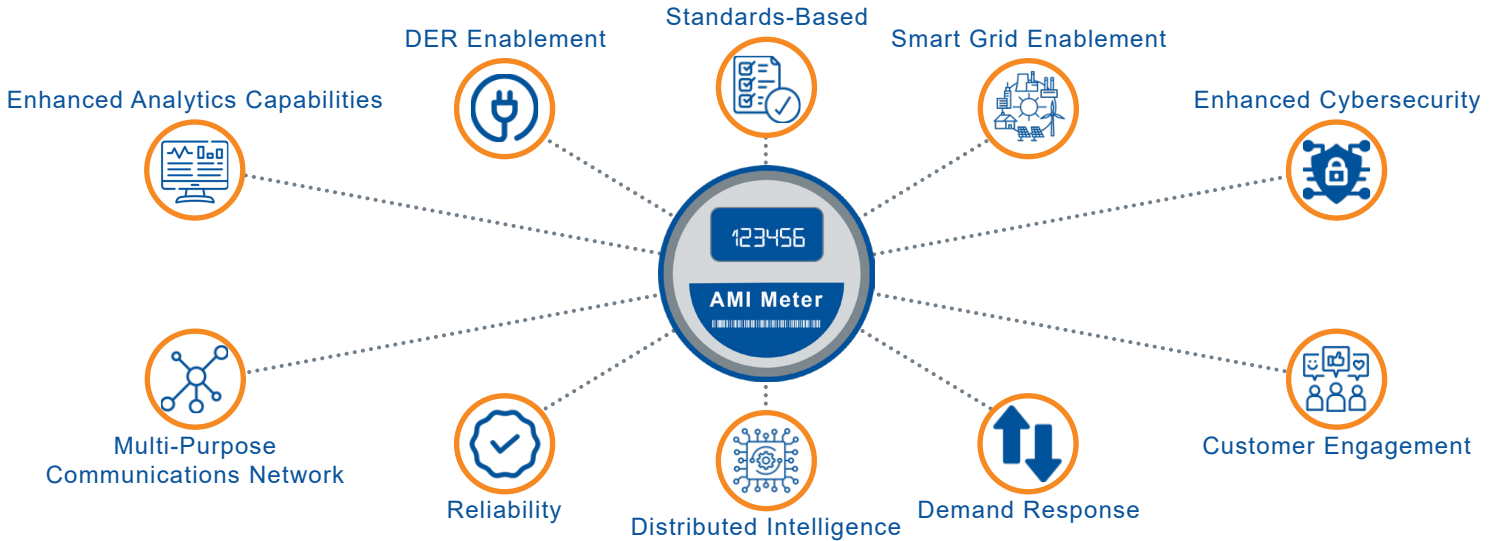 Standards-Based
DER Enablement
Smart Grid Enablement
Enhanced Analytics Capabilities
Enhanced Cybersecurity
123456
AMI Meter
Multi-Purpose
Communications Network
Customer Engagement
Reliability
Demand Response
Distributed Intelligence